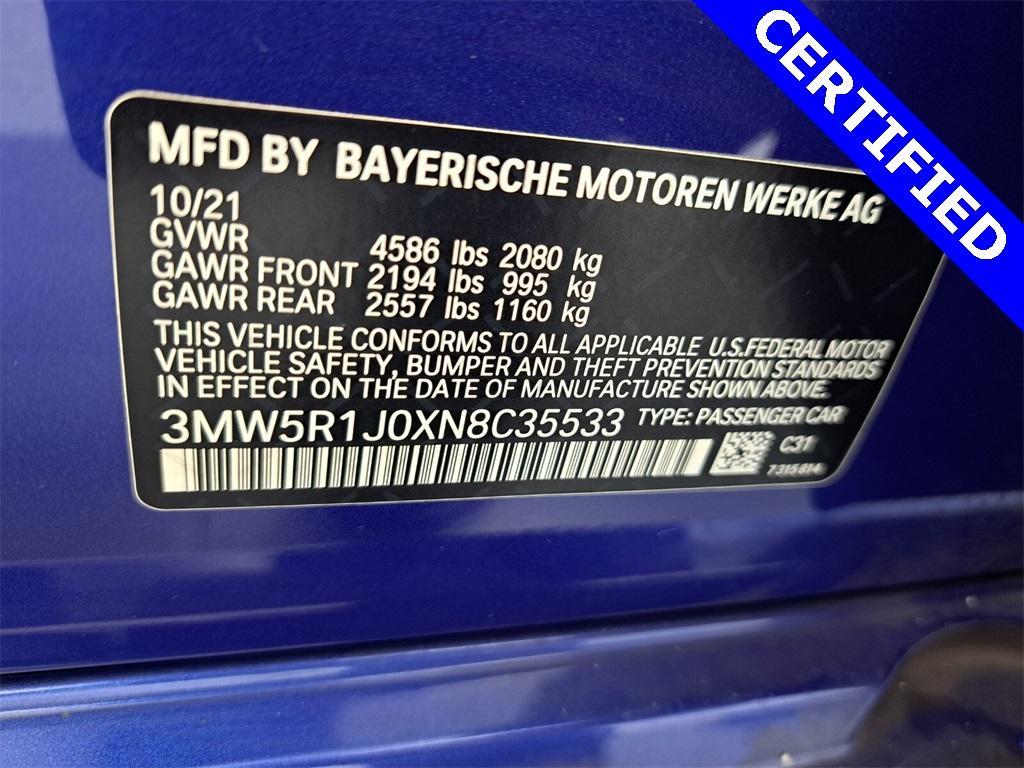 CERTIFIED
MFD BY BAYERISCHE MOTOREN WERKE AG
10/21
GVWR 4586 lbs 2080 kg
GAWR FRONT 2194 lbs 995 kg
GAWR REAR 2557 lbs 1160 kg
THIS VEHICLE CONFORMS TO ALL APPLICABLE U.S.FEDERAL MOTOR
VEHICLE SAFETY, BUMPER AND THEFT PREVENTION STANDARDS
IN EFFECT ON THE DATE OF MANUFACTURE SHOWN ABOVE.
3MW5R1J0XN8C35533 TYPE: PASSENGER CAR
C31
7315814